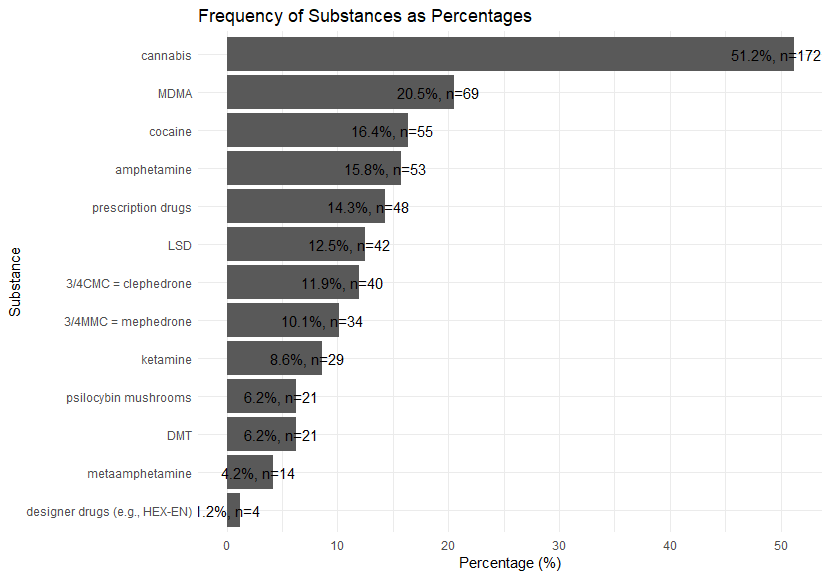 Frequency of Substances as Percentages
Substance
cannabis 51.2%, n=172
MDMA 20.5%, n=69
cocaine 16.4%, n=55
amphetamine 15.8%, n=53
prescription drugs 14.3%, n=48
LSD 12.5%, n=42
3/4CMC = clephedrone 11.9%, n=40
3/4MMC = mephedrone 10.1%, n=34
ketamine 8.6%, n=29
psilocybin mushrooms 6.2%, n=21
DMT 6.2%, n=21
metaamphetamine 4.2%, n=14
designer drugs (e.g., HEX-EN) 1.2%, n=4
0 10 20 30 40 50
Percentage (%)